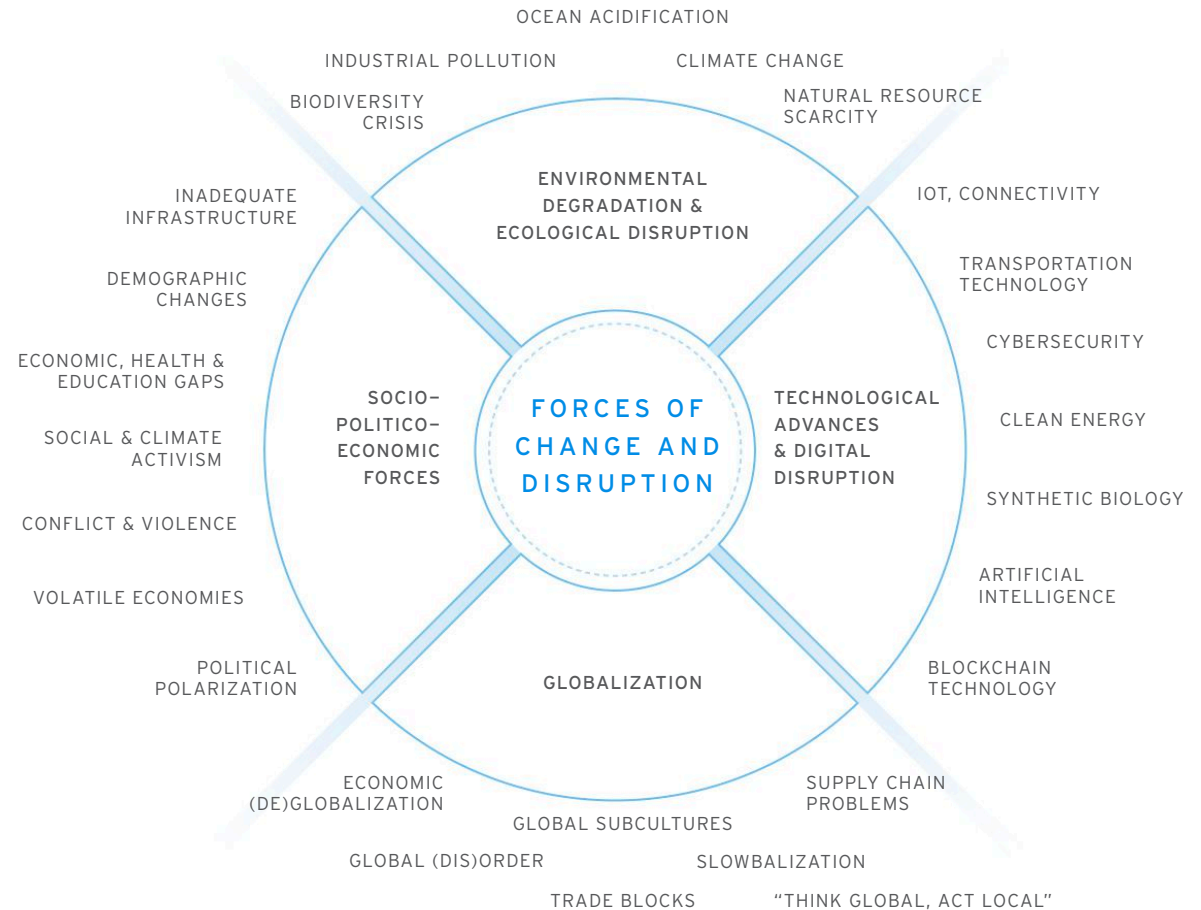 OCEAN ACIDIFICATION
INDUSTRIAL POLLUTION
CLIMATE CHANGE
BIODIVERSITY
CRISIS
NATURAL RESOURCE
SCARCITY
ENVIRONMENTAL
DEGRADATION &
ECOLOGICAL DISRUPTION
INADEQUATE
INFRASTRUCTURE
DEMOGRAPHIC
CHANGES
ECONOMIC, HEALTH &
EDUCATION GAPS
SOCIAL & CLIMATE
ACTIVISM
CONFLICT & VIOLENCE
VOLATILE ECONOMIES
POLITICAL
POLARIZATION
SOCIO–
POLITICO–
ECONOMIC
FORCES
FORCES OF
CHANGE AND
DISRUPTION
TECHNOLOGICAL
ADVANCES
& DIGITAL
DISRUPTION
IOT, CONNECTIVITY
TRANSPORTATION
TECHNOLOGY
CYBERSECURITY
CLEAN ENERGY
SYNTHETIC BIOLOGY
ARTIFICIAL
INTELLIGENCE
BLOCKCHAIN
TECHNOLOGY
GLOBALIZATION
ECONOMIC
(DE)GLOBALIZATION
SUPPLY CHAIN
PROBLEMS
GLOBAL SUBCULTURES
GLOBAL (DIS)ORDER
SLOWBALIZATION
TRADE BLOCKS
“THINK GLOBAL, ACT LOCAL”